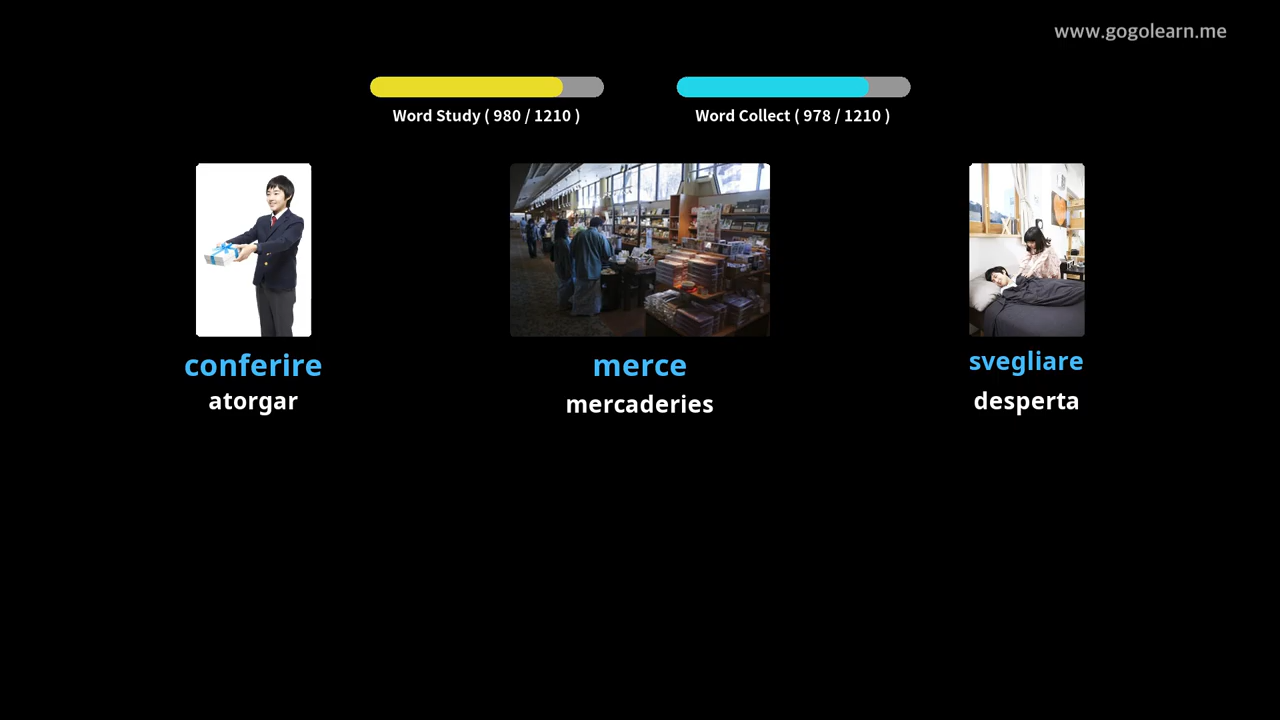 www.gogolearn.me
Word Study ( 980 / 1210 )
Word Collect ( 978 / 1210 )
conferire
atorgar
merce
mercaderies
svegliare
desperta